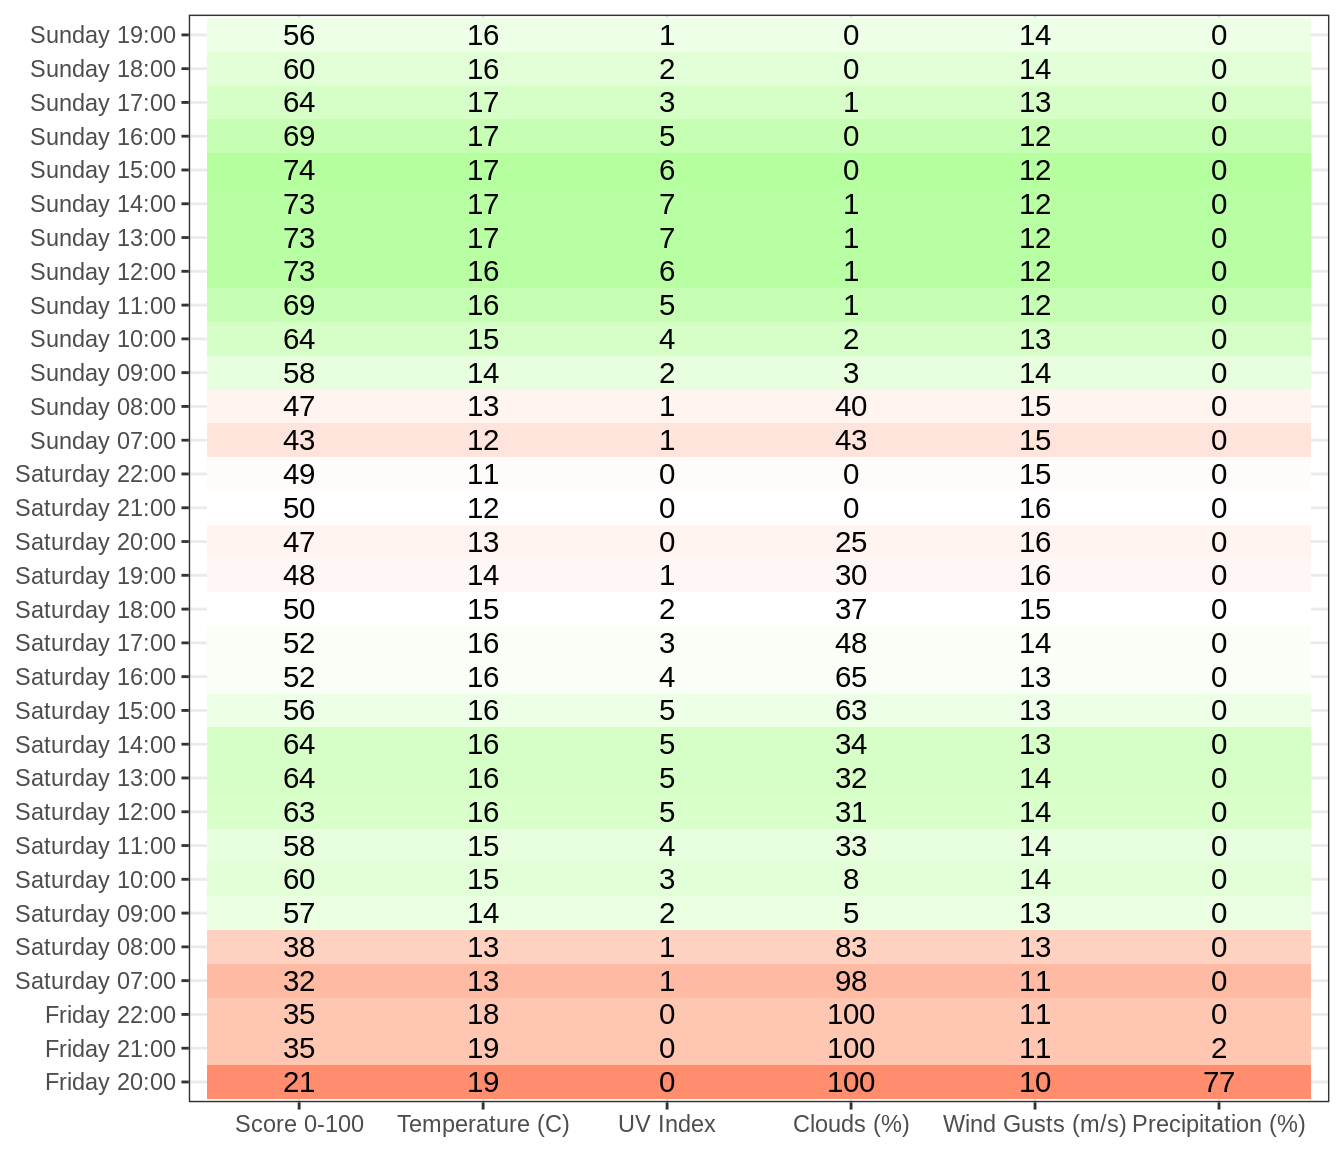 Sunday 19:00 56 16 1 0 14 0
Sunday 18:00 60 16 2 0 14 0
Sunday 17:00 64 17 3 1 13 0
Sunday 16:00 69 17 5 0 12 0
Sunday 15:00 74 17 6 0 12 0
Sunday 14:00 73 17 7 1 12 0
Sunday 13:00 73 17 7 1 12 0
Sunday 12:00 73 16 6 1 12 0
Sunday 11:00 69 16 5 1 12 0
Sunday 10:00 64 15 4 2 13 0
Sunday 09:00 58 14 2 3 14 0
Sunday 08:00 47 13 1 40 15 0
Sunday 07:00 43 12 1 43 15 0
Saturday 22:00 49 11 0 0 15 0
Saturday 21:00 50 12 0 0 16 0
Saturday 20:00 47 13 0 25 16 0
Saturday 19:00 48 14 1 30 16 0
Saturday 18:00 50 15 2 37 15 0
Saturday 17:00 52 16 3 48 14 0
Saturday 16:00 52 16 4 65 13 0
Saturday 15:00 56 16 5 63 13 0
Saturday 14:00 64 16 5 34 13 0
Saturday 13:00 64 16 5 32 14 0
Saturday 12:00 63 16 5 31 14 0
Saturday 11:00 58 15 4 33 14 0
Saturday 10:00 60 15 3 8 14 0
Saturday 09:00 57 14 2 5 13 0
Saturday 08:00 38 13 1 83 13 0
Saturday 07:00 32 13 1 98 11 0
Friday 22:00 35 18 0 100 11 0
Friday 21:00 35 19 0 100 11 2
Friday 20:00 21 19 0 100 10 77
Score 0-100 Temperature (C) UV Index Clouds (%) Wind Gusts (m/s) Precipitation (%)